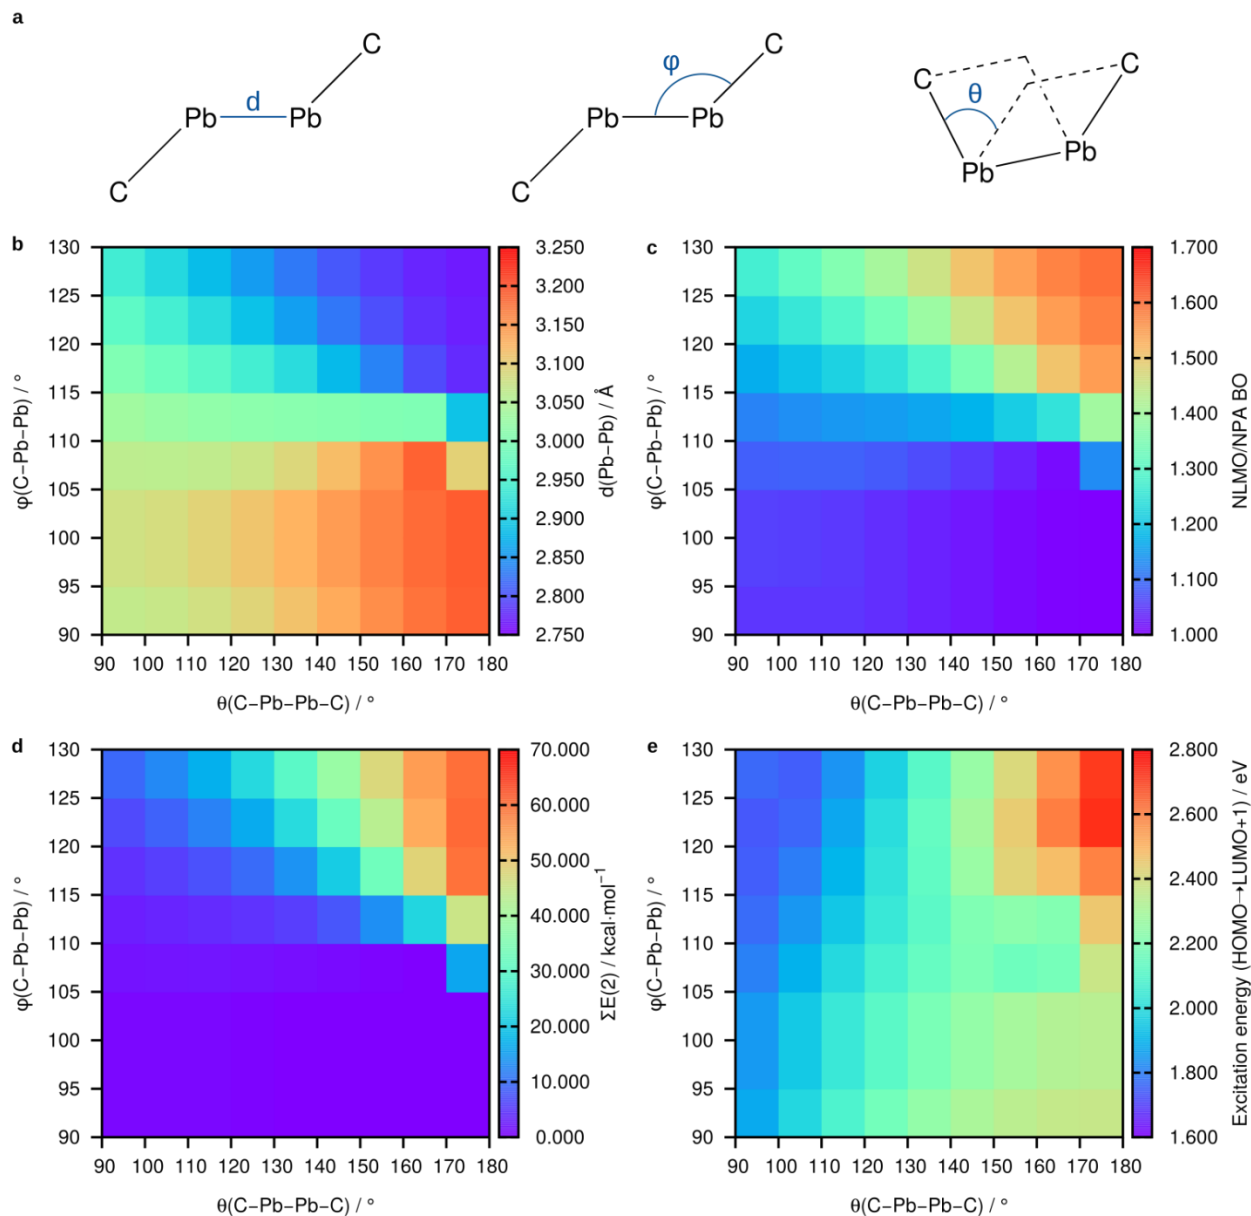 a
C
C
d
Pb
Pb
C
φ
Pb
Pb
C
C
C
θ
Pb
Pb
b
130
125
120
115
110
105
100
95
90
90 100 110 120 130 140 150 160 170 180
φ(C−Pb−Pb) / °
θ(C−Pb−Pb−C) / °
3.250
3.200
3.150
3.100
3.050
3.000
2.950
2.900
2.850
2.800
2.750
d(Pb−Pb) / Å
c
130
125
120
115
110
105
100
95
90
90 100 110 120 130 140 150 160 170 180
φ(C−Pb−Pb) / °
θ(C−Pb−Pb−C) / °
1.700
1.600
1.500
1.400
1.300
1.200
1.100
1.000
NLMO/NPA BO
d
130
125
120
115
110
105
100
95
90
90 100 110 120 130 140 150 160 170 180
φ(C−Pb−Pb) / °
θ(C−Pb−Pb−C) / °
70.000
60.000
50.000
40.000
30.000
20.000
10.000
0.000
ΣE(2) / kcal·mol⁻¹
e
130
125
120
115
110
105
100
95
90
90 100 110 120 130 140 150 160 170 180
φ(C−Pb−Pb) / °
θ(C−Pb−Pb−C) / °
2.800
2.600
2.400
2.200
2.000
1.800
1.600
Excitation energy (HOMO→LUMO+1) / eV